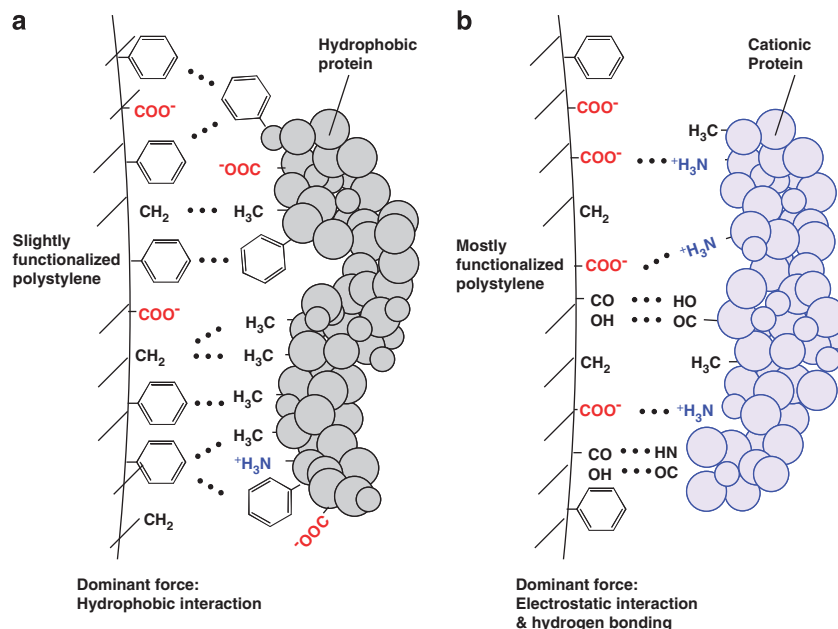 a
Hydrophobic
protein
COO⁻
⁻OOC
CH₂
H₃C
Slightly
functionalized
polystylene
COO⁻
H₃C
CH₂
H₃C
H₃C
H₃C
⁺H₃N
CH₂
⁻OOC
Dominant force:
Hydrophobic interaction
b
Cationic
Protein
COO⁻
H₃C
COO⁻
⁺H₃N
CH₂
⁺H₃N
Mostly
functionalized
polystylene
COO⁻
CO
HO
OH
OC
CH₂
H₃C
COO⁻
⁺H₃N
CO
HN
OH
OC
Dominant force:
Electrostatic interaction
& hydrogen bonding